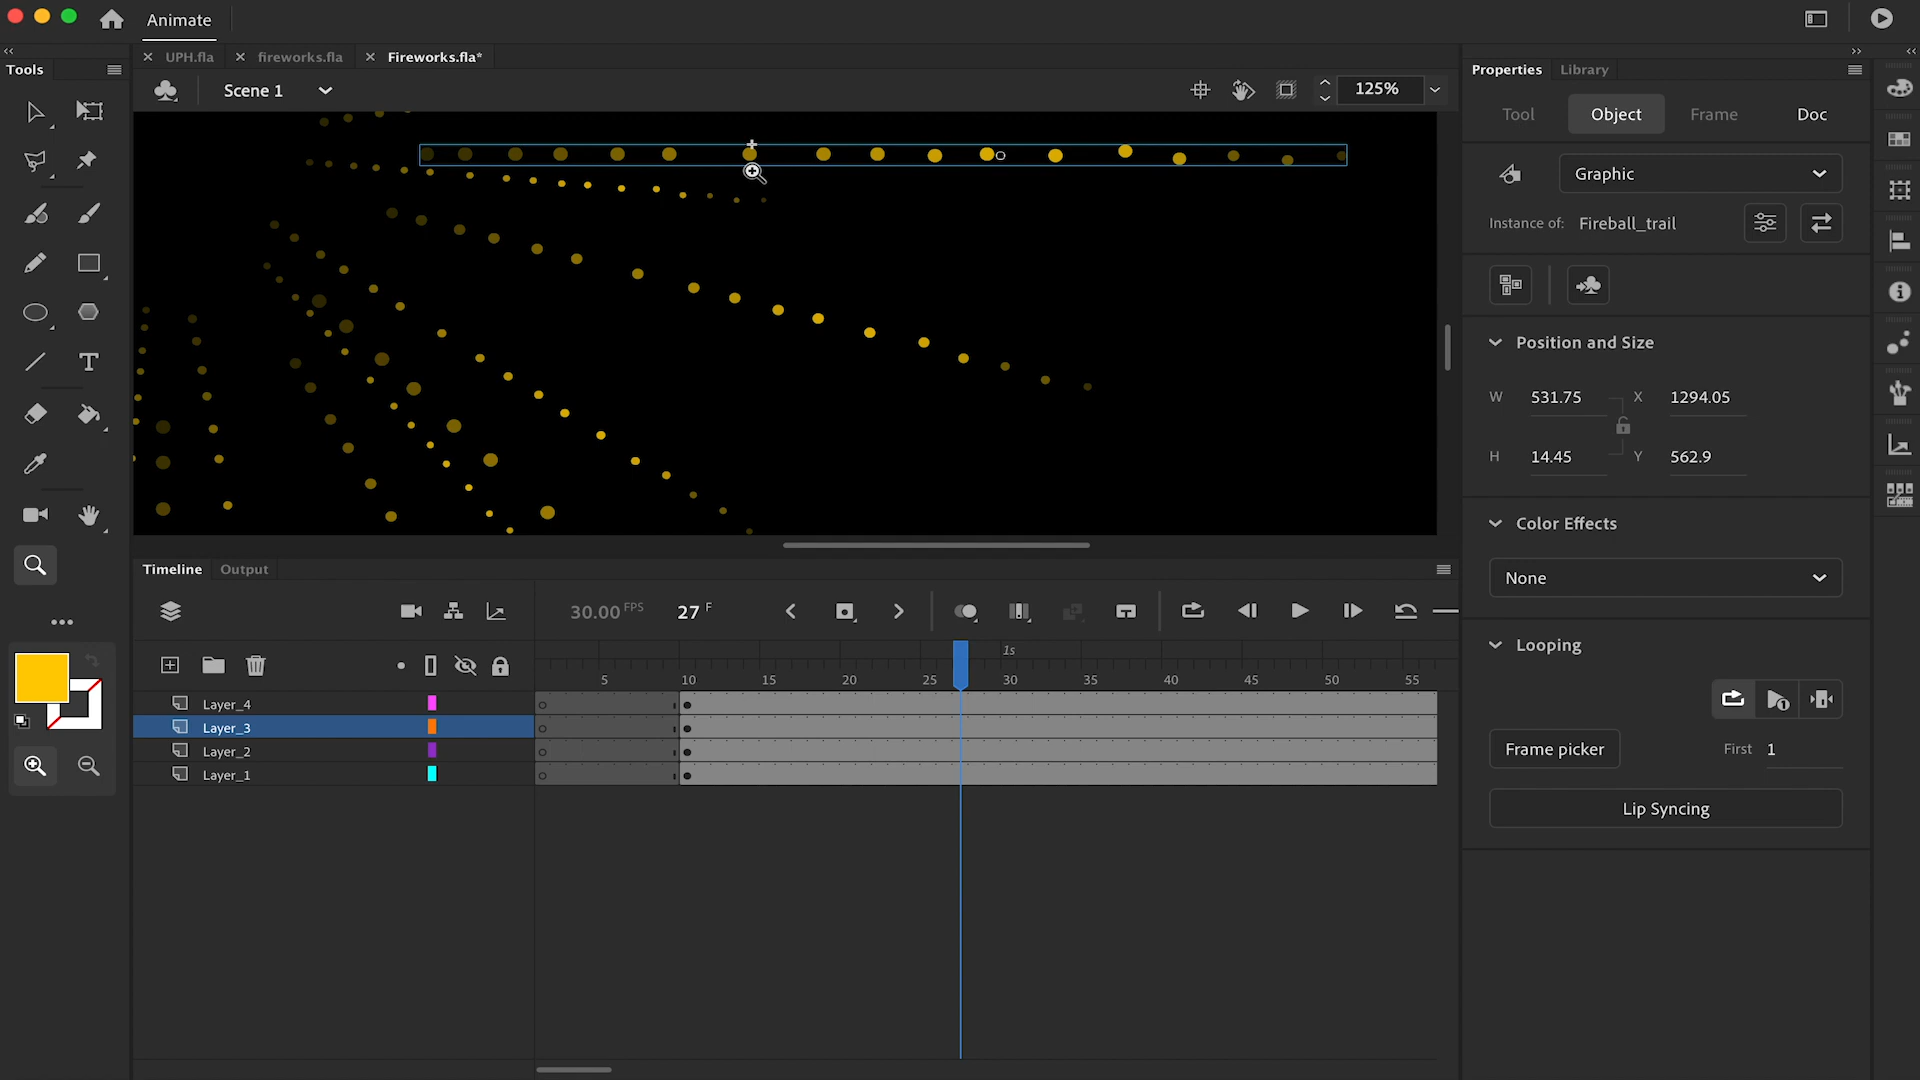 Animate
UPH.fla
fireworks.fla
Fireworks.fla*
Tools
Scene 1
125%
Properties
Library
Tool
Object
Frame
Doc
Graphic
Instance of: Fireball_trail
Position and Size
W 531.75 X 1294.05
H 14.45 Y 562.9
Color Effects
None
Looping
Frame picker
First 1
Lip Syncing
Timeline
Output
30.00 FPS
27 F
1s
5 10 15 20 25 30 35 40 45 50 55
Layer_4
Layer_3
Layer_2
Layer_1